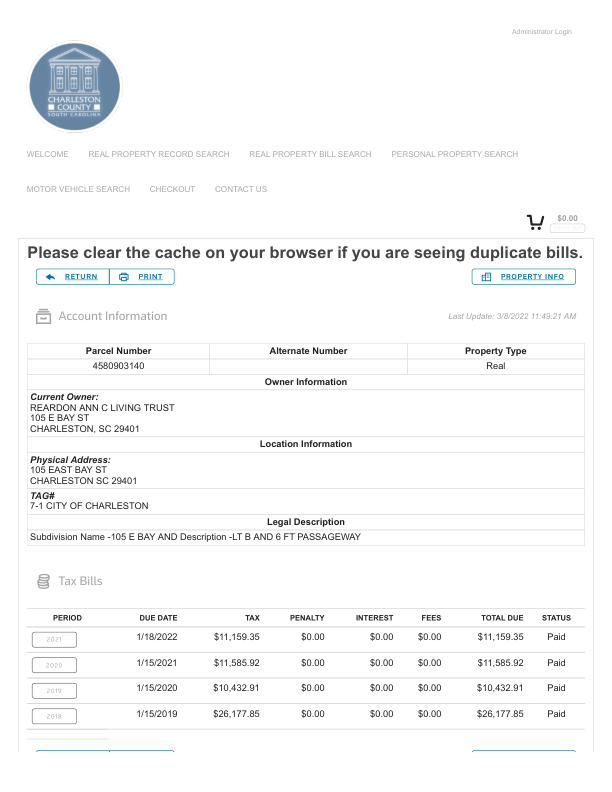 Administrator Login
CHARLESTON
COUNTY
SOUTH CAROLINA
WELCOME REAL PROPERTY RECORD SEARCH REAL PROPERTY BILL SEARCH PERSONAL PROPERTY SEARCH
MOTOR VEHICLE SEARCH CHECKOUT CONTACT US
$0.00
Please clear the cache on your browser if you are seeing duplicate bills.
RETURN PRINT PROPERTY INFO
Account Information Last Update: 3/8/2022 11:49:21 AM
Parcel Number Alternate Number Property Type
4580903140 Real
Owner Information
Current Owner:
REARDON ANN C LIVING TRUST
105 E BAY ST
CHARLESTON, SC 29401
Location Information
Physical Address:
105 EAST BAY ST
CHARLESTON SC 29401
TAG#
7-1 CITY OF CHARLESTON
Legal Description
Subdivision Name -105 E BAY AND Description -LT B AND 6 FT PASSAGEWAY
Tax Bills
PERIOD DUE DATE TAX PENALTY INTEREST FEES TOTAL DUE STATUS
2021 1/18/2022 $11,159.35 $0.00 $0.00 $0.00 $11,159.35 Paid
2020 1/15/2021 $11,585.92 $0.00 $0.00 $0.00 $11,585.92 Paid
2019 1/15/2020 $10,432.91 $0.00 $0.00 $0.00 $10,432.91 Paid
2018 1/15/2019 $26,177.85 $0.00 $0.00 $0.00 $26,177.85 Paid